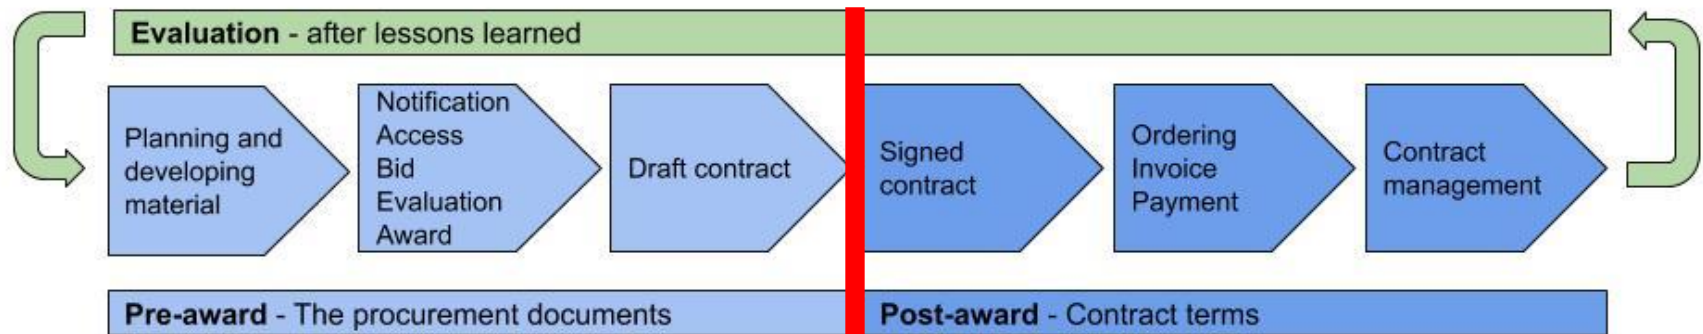 Evaluation - after lessons learned
Planning and
developing
material
Notification
Access
Bid
Evaluation
Award
Draft contract
Signed
contract
Ordering
Invoice
Payment
Contract
management
Pre-award - The procurement documents
Post-award - Contract terms